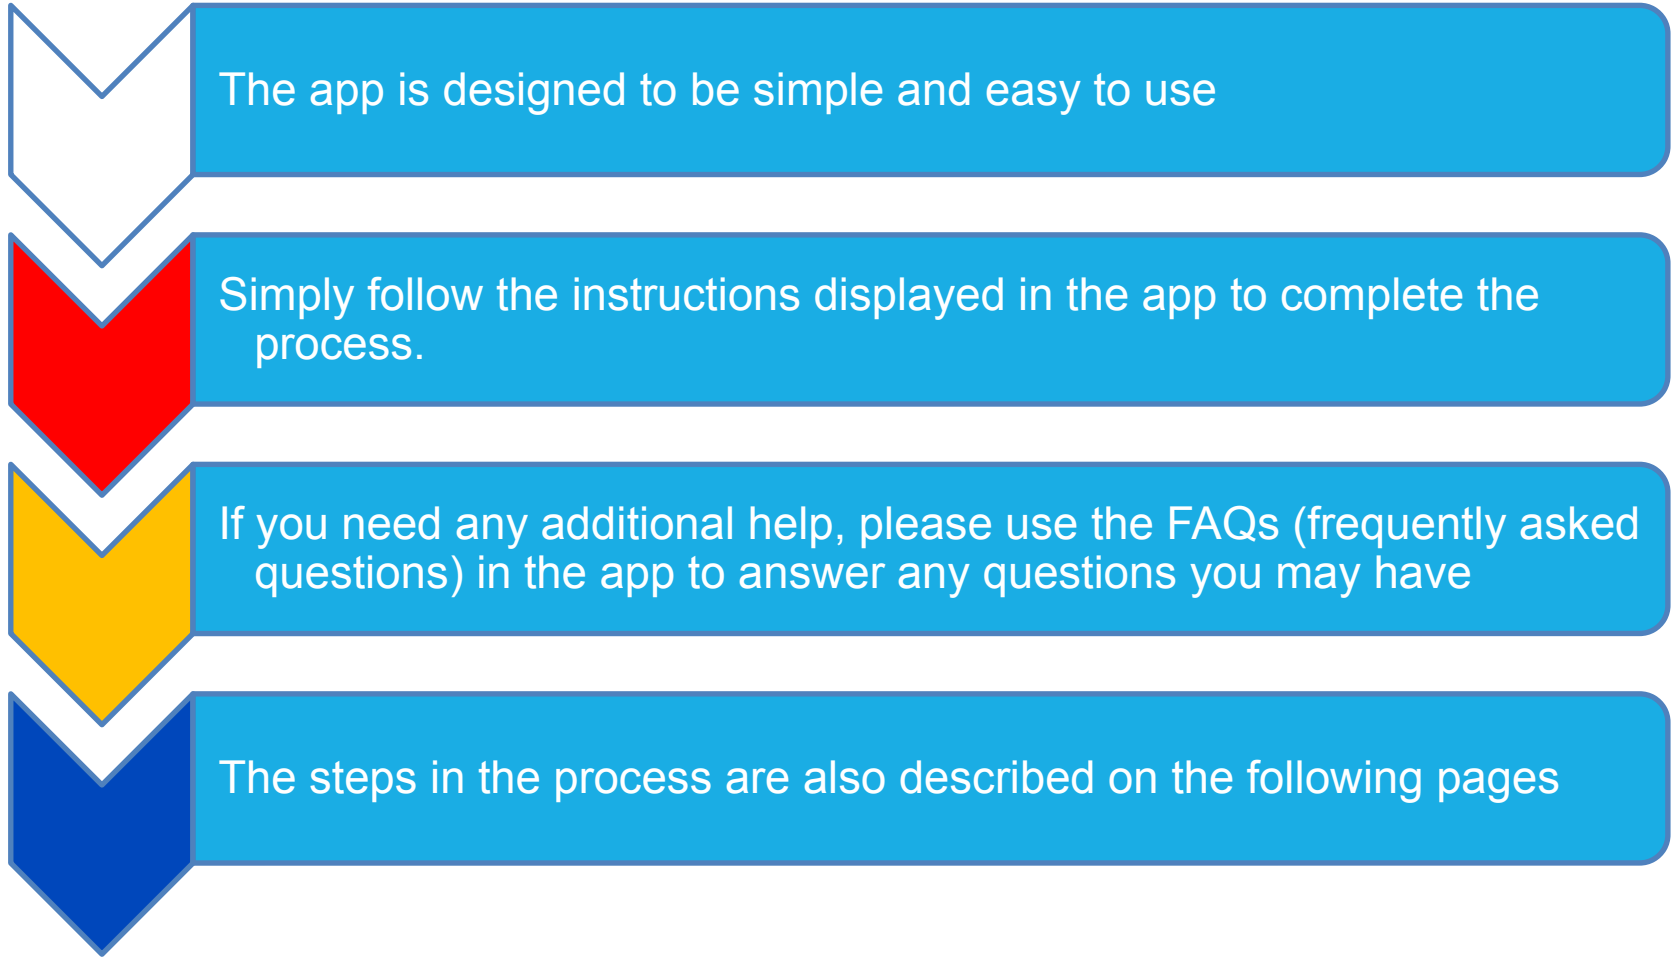 The app is designed to be simple and easy to use
Simply follow the instructions displayed in the app to complete the
process.
If you need any additional help, please use the FAQs (frequently asked
questions) in the app to answer any questions you may have
The steps in the process are also described on the following pages